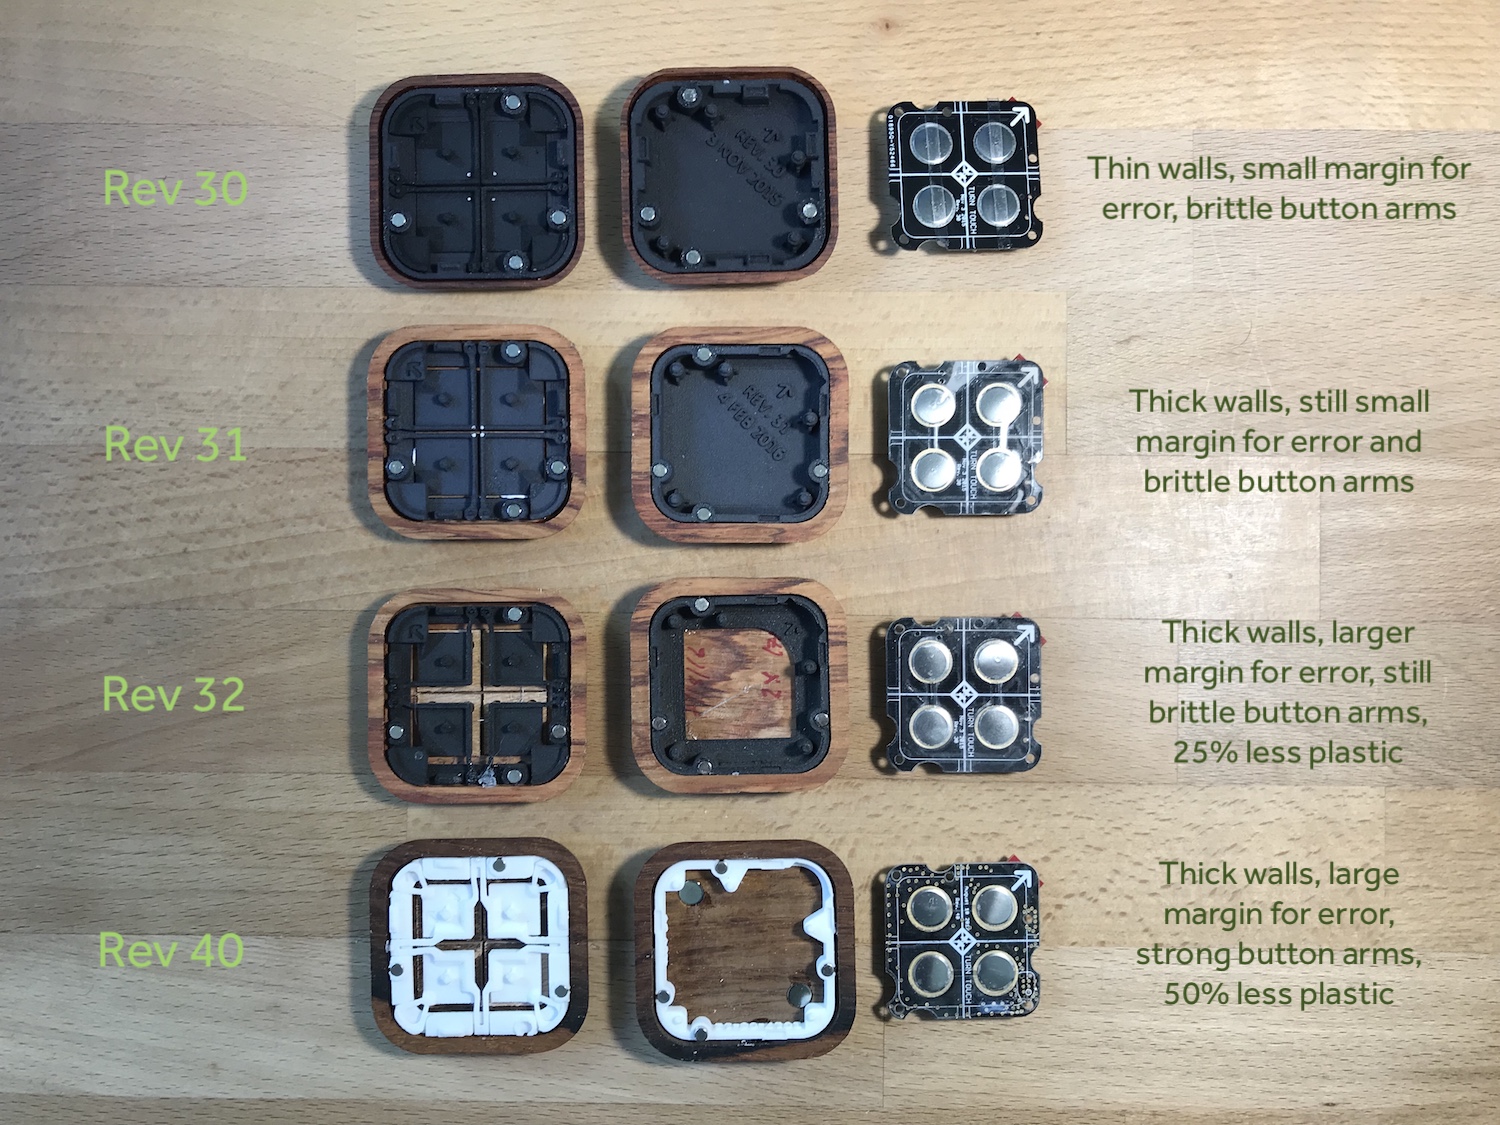 Rev 30
REV. 30
3 NOV 2015
TURN TOUCH
Thin walls, small margin for
error, brittle button arms
Rev 31
REV. 31
4 FEB 2016
TURN TOUCH
Thick walls, still small
margin for error and
brittle button arms
Rev 32
TURN TOUCH
Thick walls, larger
margin for error, still
brittle button arms,
25% less plastic
Rev 40
TURN TOUCH
Thick walls, large
margin for error,
strong button arms,
50% less plastic